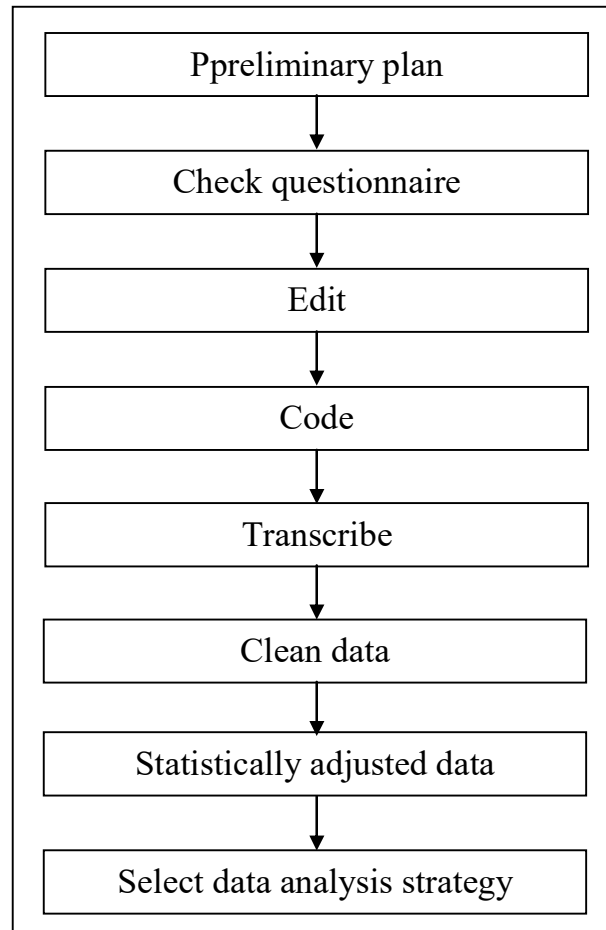 Ppreliminary plan
Check questionnaire
Edit
Code
Transcribe
Clean data
Statistically adjusted data
Select data analysis strategy